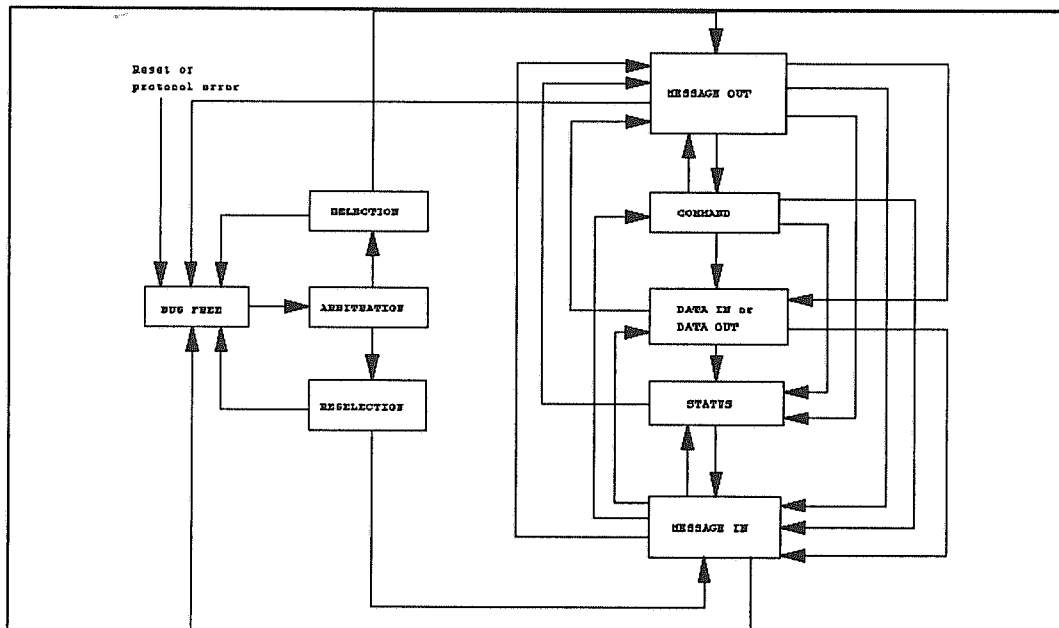 Reset or
protocol error
MESSAGE OUT
SELECTION
COMMAND
BUS FREE
ARBITRATION
DATA IN or
DATA OUT
RESELECTION
STATUS
MESSAGE IN